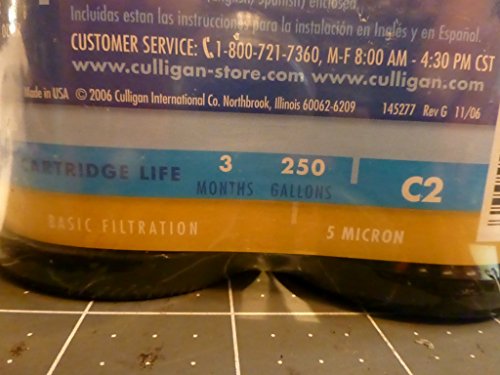 (English/Spanish) enclosed.
Incluidas estan las instrucciones para la instalación en Inglés y en Español.
CUSTOMER SERVICE: 1-800-721-7360, M-F 8:00 AM - 4:30 PM CST
www.culligan-store.com www.culligan.com
Made in USA © 2006 Culligan International Co. Northbrook, Illinois 60062-6209 145277 Rev G 11/06
CARTRIDGE LIFE 3 MONTHS 250 GALLONS C2
BASIC FILTRATION 5 MICRON